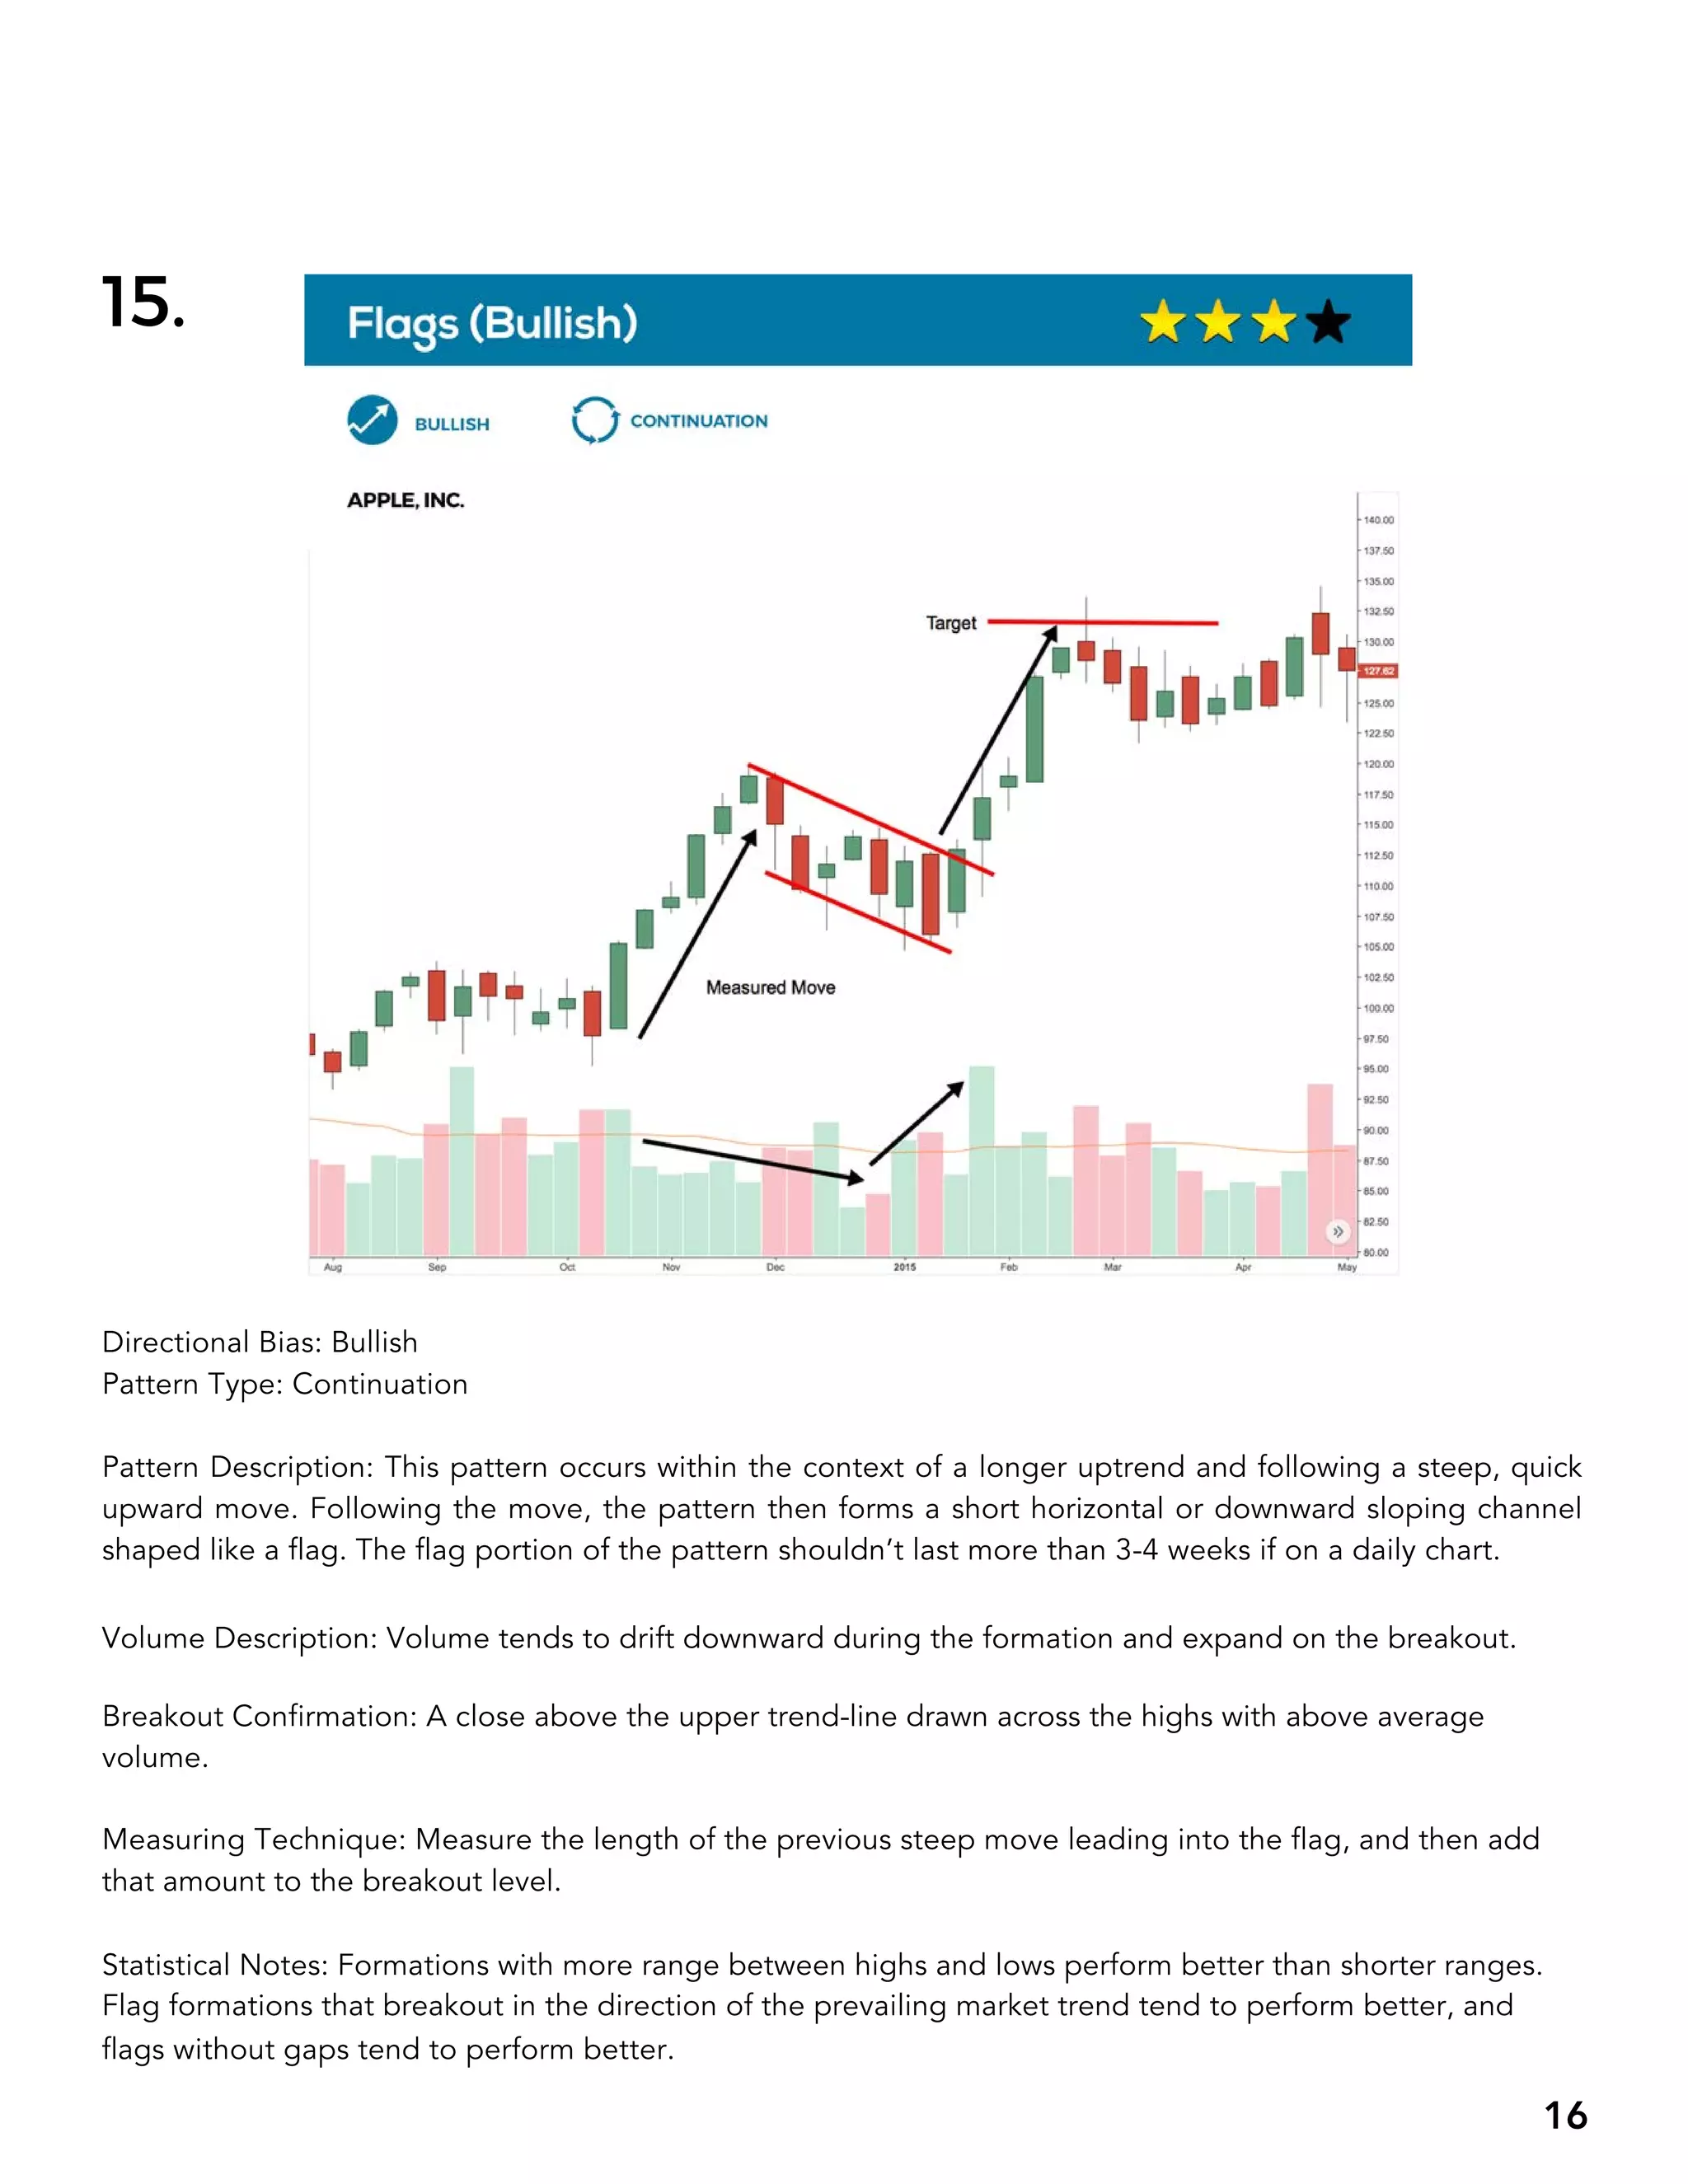 15.
Flags (Bullish)
BULLISH
CONTINUATION
APPLE, INC.
140.00
137.50
135.00
Target
132.50
130.00
127.62
125.00
122.50
120.00
117.50
115.00
112.50
110.00
107.50
105.00
Measured Move
102.50
100.00
97.50
95.00
92.50
90.00
87.50
85.00
82.50
80.00
Aug Sep Oct Nov Dec 2015 Feb Mar Apr May
Directional Bias: Bullish
Pattern Type: Continuation
Pattern Description: This pattern occurs within the context of a longer uptrend and following a steep, quick
upward move. Following the move, the pattern then forms a short horizontal or downward sloping channel
shaped like a flag. The flag portion of the pattern shouldn’t last more than 3-4 weeks if on a daily chart.
Volume Description: Volume tends to drift downward during the formation and expand on the breakout.
Breakout Confirmation: A close above the upper trend-line drawn across the highs with above average
volume.
Measuring Technique: Measure the length of the previous steep move leading into the flag, and then add
that amount to the breakout level.
Statistical Notes: Formations with more range between highs and lows perform better than shorter ranges.
Flag formations that breakout in the direction of the prevailing market trend tend to perform better, and
flags without gaps tend to perform better.
16